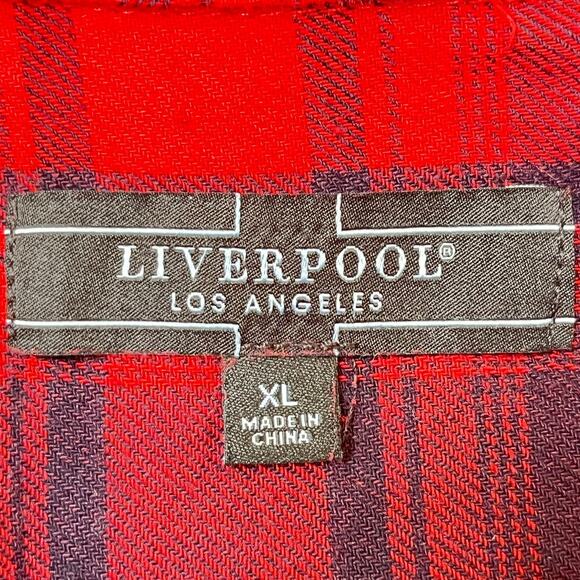 LIVERPOOL®
LOS ANGELES
XL
MADE IN
CHINA